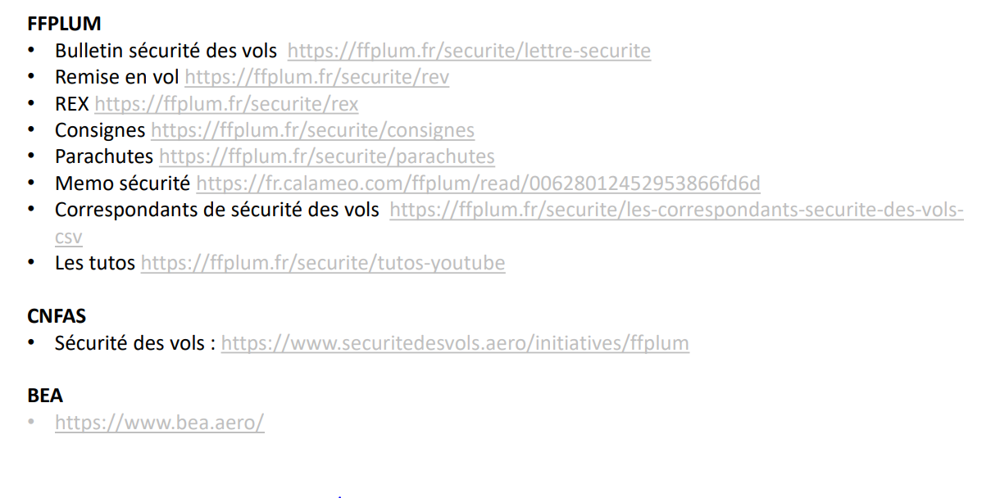 FFPLUM
• Bulletin sécurité des vols https://ffplum.fr/securite/lettre-securite
• Remise en vol https://ffplum.fr/securite/rev
• REX https://ffplum.fr/securite/rex
• Consignes https://ffplum.fr/securite/consignes
• Parachutes https://ffplum.fr/securite/parachutes
• Memo sécurité https://fr.calameo.com/ffplum/read/00628012452953866fd6d
• Correspondants de sécurité des vols https://ffplum.fr/securite/les-correspondants-securite-des-vols-
csv
• Les tutos https://ffplum.fr/securite/tutos-youtube
CNFAS
• Sécurité des vols : https://www.securitedesvols.aero/initiatives/ffplum
BEA
• https://www.bea.aero/